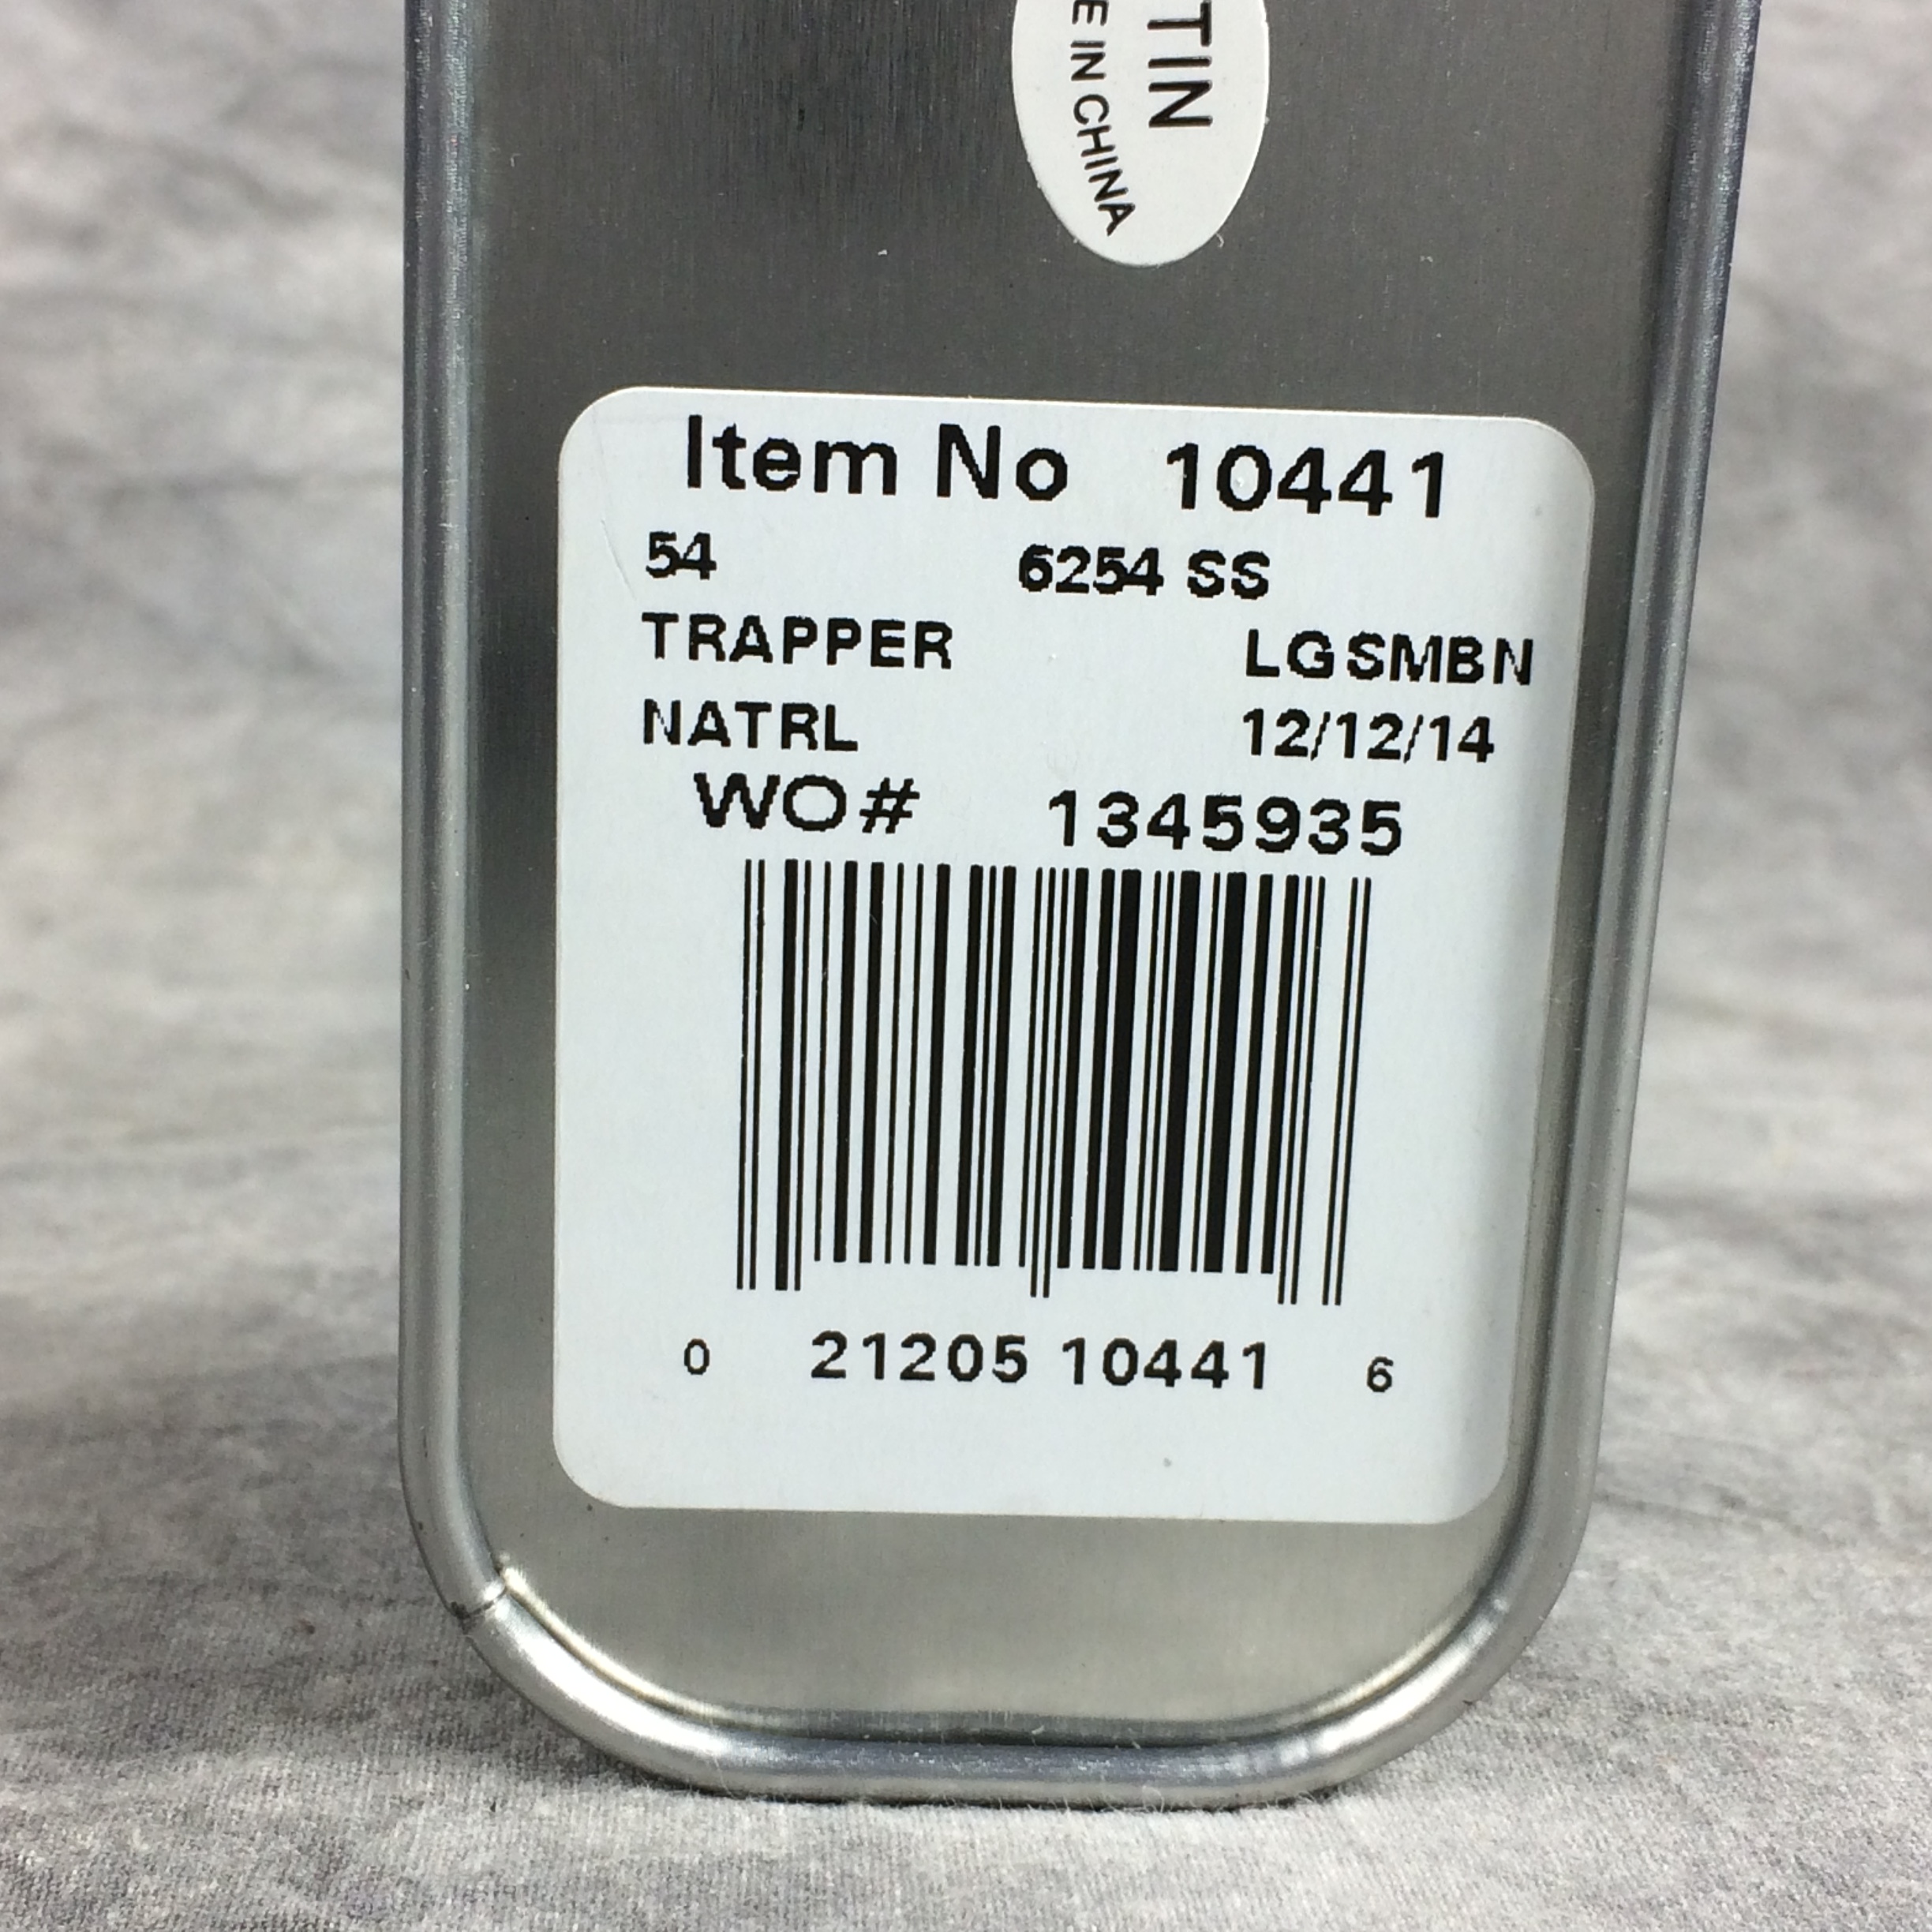 TIN
E IN CHINA
Item No 10441
54 6254 SS
TRAPPER LGSMBN
NATRL 12/12/14
WO# 1345935
0 21205 10441 6